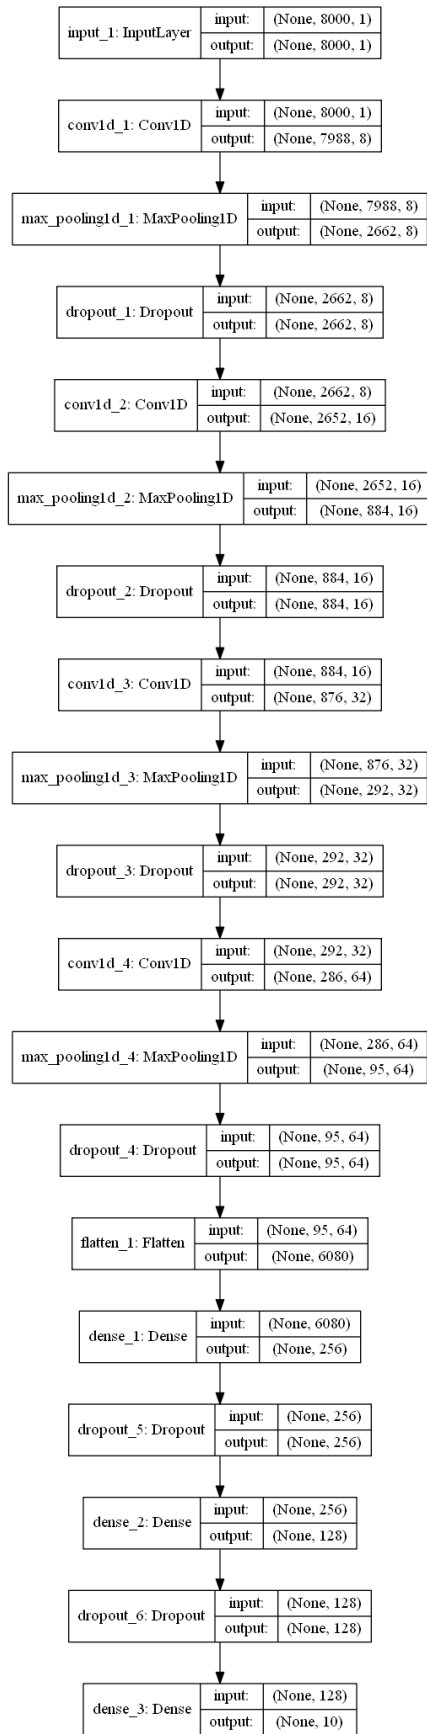 input_1: InputLayer
input: (None, 8000, 1)
output: (None, 8000, 1)
conv1d_1: Conv1D
input: (None, 8000, 1)
output: (None, 7988, 8)
max_pooling1d_1: MaxPooling1D
input: (None, 7988, 8)
output: (None, 2662, 8)
dropout_1: Dropout
input: (None, 2662, 8)
output: (None, 2662, 8)
conv1d_2: Conv1D
input: (None, 2662, 8)
output: (None, 2652, 16)
max_pooling1d_2: MaxPooling1D
input: (None, 2652, 16)
output: (None, 884, 16)
dropout_2: Dropout
input: (None, 884, 16)
output: (None, 884, 16)
conv1d_3: Conv1D
input: (None, 884, 16)
output: (None, 876, 32)
max_pooling1d_3: MaxPooling1D
input: (None, 876, 32)
output: (None, 292, 32)
dropout_3: Dropout
input: (None, 292, 32)
output: (None, 292, 32)
conv1d_4: Conv1D
input: (None, 292, 32)
output: (None, 286, 64)
max_pooling1d_4: MaxPooling1D
input: (None, 286, 64)
output: (None, 95, 64)
dropout_4: Dropout
input: (None, 95, 64)
output: (None, 95, 64)
flatten_1: Flatten
input: (None, 95, 64)
output: (None, 6080)
dense_1: Dense
input: (None, 6080)
output: (None, 256)
dropout_5: Dropout
input: (None, 256)
output: (None, 256)
dense_2: Dense
input: (None, 256)
output: (None, 128)
dropout_6: Dropout
input: (None, 128)
output: (None, 128)
dense_3: Dense
input: (None, 128)
output: (None, 10)